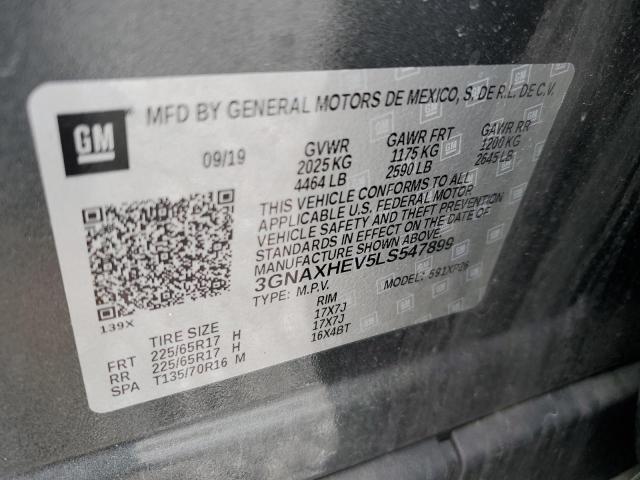 GM
MFD BY GENERAL MOTORS DE MEXICO, S. DE R.L. DE C.V.
09/19 GVWR GAWR FRT GAWR RR
2025 KG 1175 KG 1200 KG
4464 LB 2590 LB 2645 LB
THIS VEHICLE CONFORMS TO ALL
APPLICABLE U.S. FEDERAL MOTOR
VEHICLE SAFETY AND THEFT PREVENTION
STANDARDS IN EFFECT ON THE DATE OF
MANUFACTURE SHOWN ABOVE.
3GNAXHEV5LS547899
TYPE: M.P.V. MODEL:
139X
TIRE SIZE RIM
FRT 225/65R17 H 17X7J
RR 225/65R17 H 17X7J
SPA T135/70R16 M 16X4BT